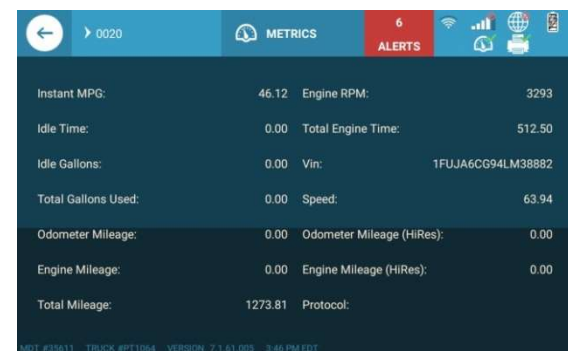 0020 METRICS 6 ALERTS
Instant MPG: 46.12 Engine RPM: 3293
Idle Time: 0.00 Total Engine Time: 512.50
Idle Gallons: 0.00 Vin: 1FUJA6CG94LM38882
Total Gallons Used: 0.00 Speed: 63.94
Odometer Mileage: 0.00 Odometer Mileage (HiRes): 0.00
Engine Mileage: 0.00 Engine Mileage (HiRes): 0.00
Total Mileage: 1273.81 Protocol:
MDT #35611 TRUCK #PT1064 VERSION 7.1.61.005 3:46 PM EDT